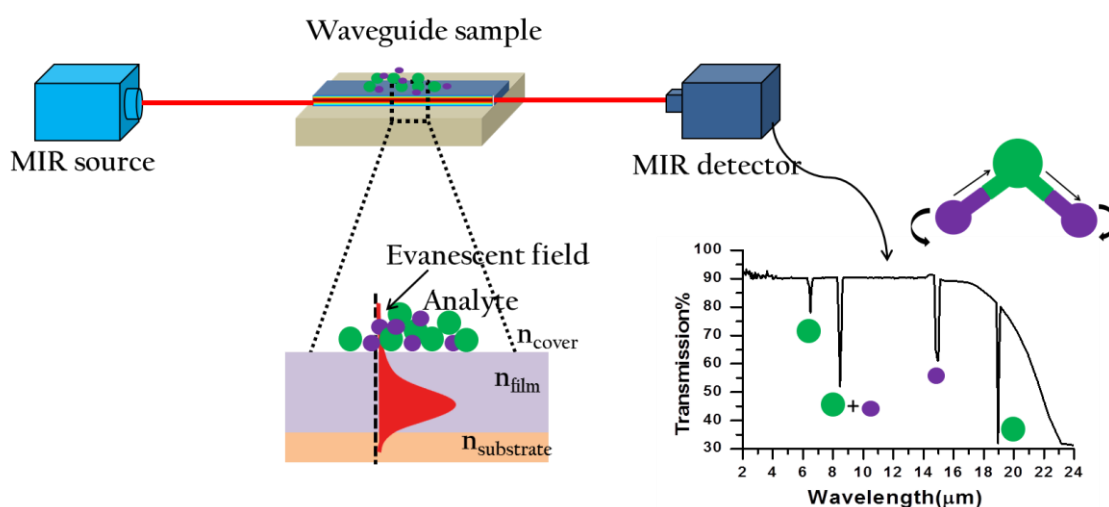 Waveguide sample
MIR source
MIR detector
Evanescent field
Analyte
n_cover
n_film
n_substrate
Transmission%
100
90
80
70
60
50
40
30
+
2 4 6 8 10 12 14 16 18 20 22 24
Wavelength(μm)